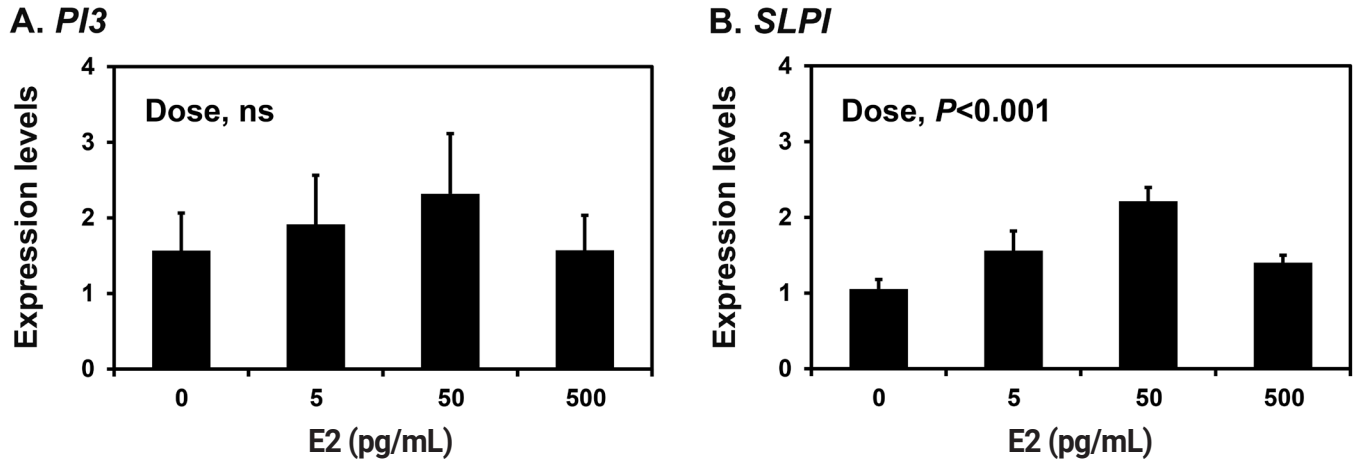 A. PI3
Expression levels
4
3
2
1
0
Dose, ns
0 5 50 500
E2 (pg/mL)
B. SLPI
Expression levels
4
3
2
1
0
Dose, P<0.001
0 5 50 500
E2 (pg/mL)